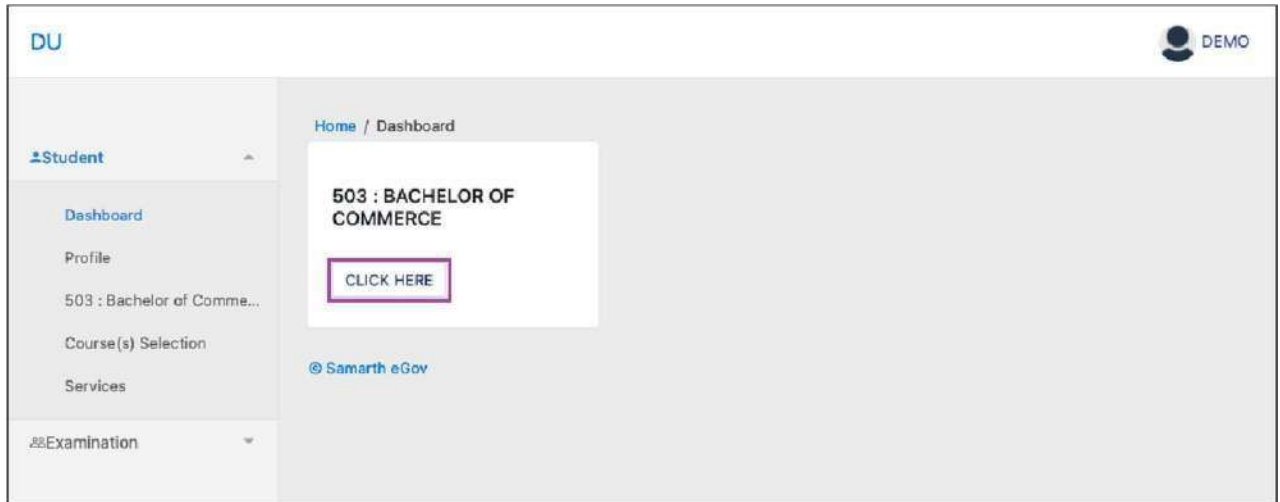 DU
DEMO
Home / Dashboard
Student
Dashboard
Profile
503 : Bachelor of Comme...
Course(s) Selection
Services
Examination
503 : BACHELOR OF
COMMERCE
CLICK HERE
© Samarth eGov